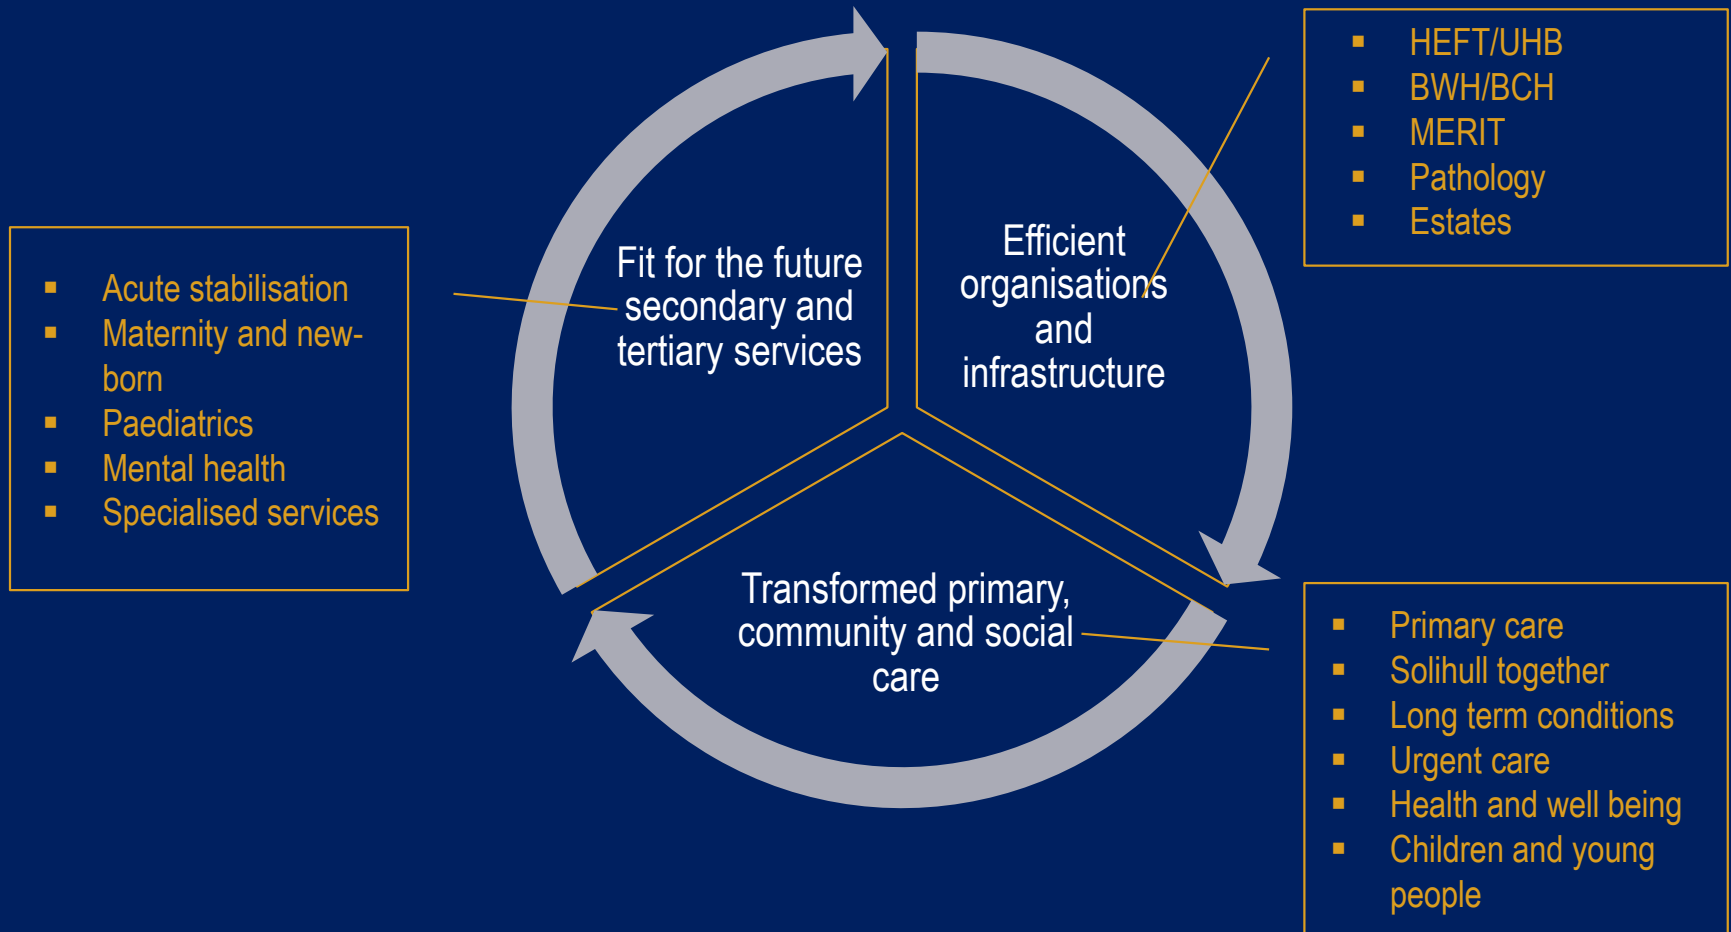 Fit for the future
secondary and
tertiary services
Efficient
organisations
and
infrastructure
Transformed primary,
community and social
care
▪ Acute stabilisation
▪ Maternity and new-
born
▪ Paediatrics
▪ Mental health
▪ Specialised services
▪ HEFT/UHB
▪ BWH/BCH
▪ MERIT
▪ Pathology
▪ Estates
▪ Primary care
▪ Solihull together
▪ Long term conditions
▪ Urgent care
▪ Health and well being
▪ Children and young
people